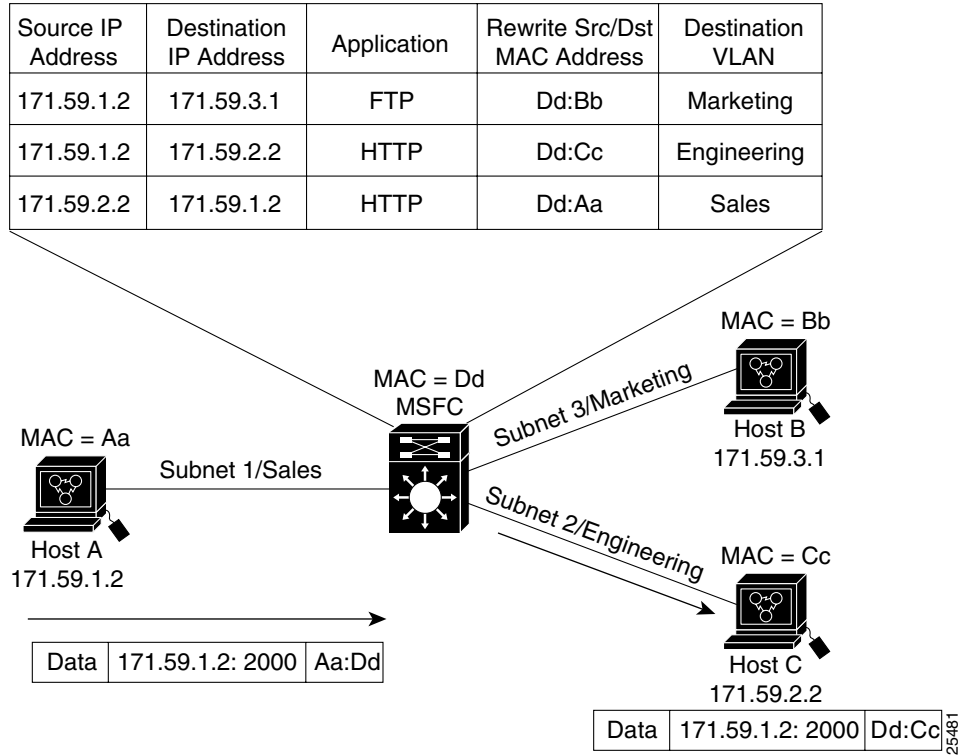 Source IP Address
Destination IP Address
Application
Rewrite Src/Dst MAC Address
Destination VLAN
171.59.1.2 171.59.3.1 FTP Dd:Bb Marketing
171.59.1.2 171.59.2.2 HTTP Dd:Cc Engineering
171.59.2.2 171.59.1.2 HTTP Dd:Aa Sales
MAC = Bb
MAC = Dd
MSFC
Subnet 3/Marketing
Host B
171.59.3.1
MAC = Aa
Subnet 1/Sales
Host A
171.59.1.2
Subnet 2/Engineering
MAC = Cc
Host C
171.59.2.2
Data 171.59.1.2: 2000 Aa:Dd
Data 171.59.1.2: 2000 Dd:Cc
25481